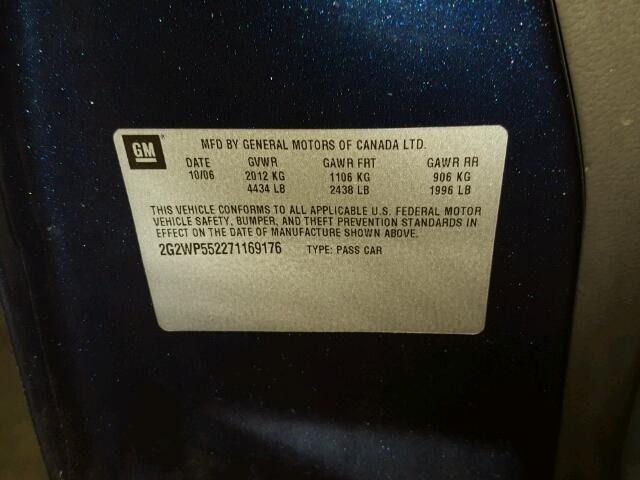 GM
MFD BY GENERAL MOTORS OF CANADA LTD.
DATE GVWR GAWR FRT GAWR RR
10/06 2012 KG 1106 KG 906 KG
4434 LB 2438 LB 1996 LB
THIS VEHICLE CONFORMS TO ALL APPLICABLE U.S. FEDERAL MOTOR
VEHICLE SAFETY, BUMPER, AND THEFT PREVENTION STANDARDS IN
EFFECT ON THE DATE OF MANUFACTURE SHOWN ABOVE.
2G2WP552271169176 TYPE: PASS CAR